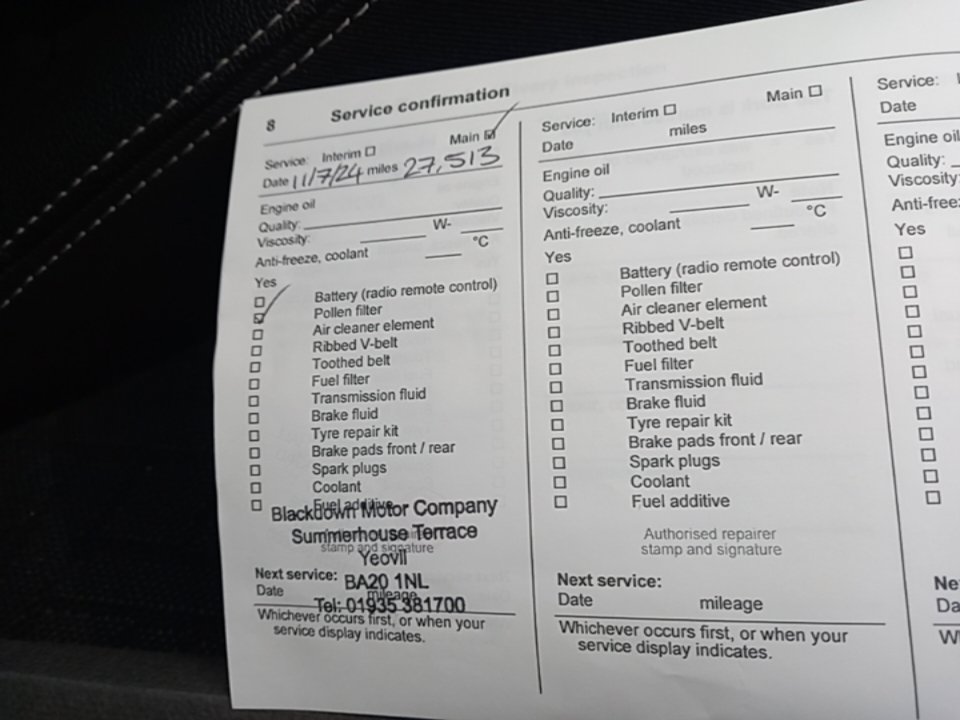 8 Service confirmation
Service: Interim ☐ Main ☑
Date 11/7/24 miles 27,513
Engine oil
Quality:
Viscosity: W-
Anti-freeze, coolant °C
Yes
☐ Battery (radio remote control)
☑ Pollen filter
☐ Air cleaner element
☐ Ribbed V-belt
☐ Toothed belt
☐ Fuel filter
☐ Transmission fluid
☐ Brake fluid
☐ Tyre repair kit
☐ Brake pads front / rear
☐ Spark plugs
☐ Coolant
☐ Fuel additive
Blackdown Motor Company
Summerhouse Terrace
stamp and signature
Yeovil
Next service: BA20 1NL
Date mileage
Tel: 01935 381700
Whichever occurs first, or when your
service display indicates.
Service: Interim ☐ Main ☐
Date miles
Engine oil
Quality:
Viscosity: W-
Anti-freeze, coolant °C
Yes
☐ Battery (radio remote control)
☐ Pollen filter
☐ Air cleaner element
☐ Ribbed V-belt
☐ Toothed belt
☐ Fuel filter
☐ Transmission fluid
☐ Brake fluid
☐ Tyre repair kit
☐ Brake pads front / rear
☐ Spark plugs
☐ Coolant
☐ Fuel additive
Authorised repairer
stamp and signature
Next service:
Date mileage
Whichever occurs first, or when your
service display indicates.
Service:
Date
Engine oil
Quality:
Viscosity:
Anti-freeze
Yes